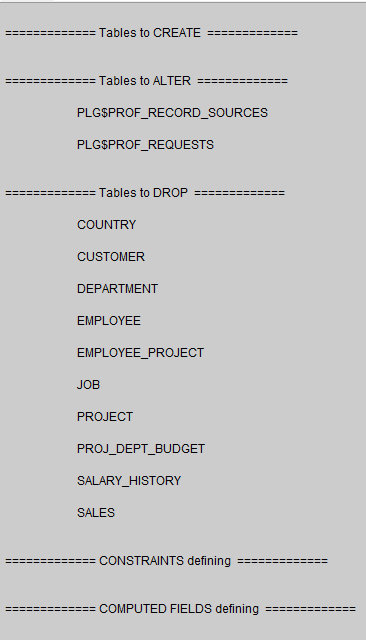 ============= Tables to CREATE =============
============= Tables to ALTER =============
PLG$PROF_RECORD_SOURCES
PLG$PROF_REQUESTS
============= Tables to DROP =============
COUNTRY
CUSTOMER
DEPARTMENT
EMPLOYEE
EMPLOYEE_PROJECT
JOB
PROJECT
PROJ_DEPT_BUDGET
SALARY_HISTORY
SALES
============= CONSTRAINTS defining =============
============= COMPUTED FIELDS defining =============